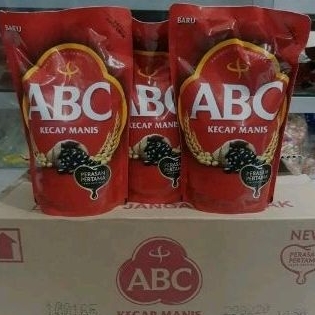 BARU
ABC
KECAP MANIS
PERASAN
PERTAMA
ABC
KECAP
BARU
ABC
KECAP MANIS
PERASAN
PERTAMA
NEW
PERASAN
PERTAMA
ABC
KECAP MANIS